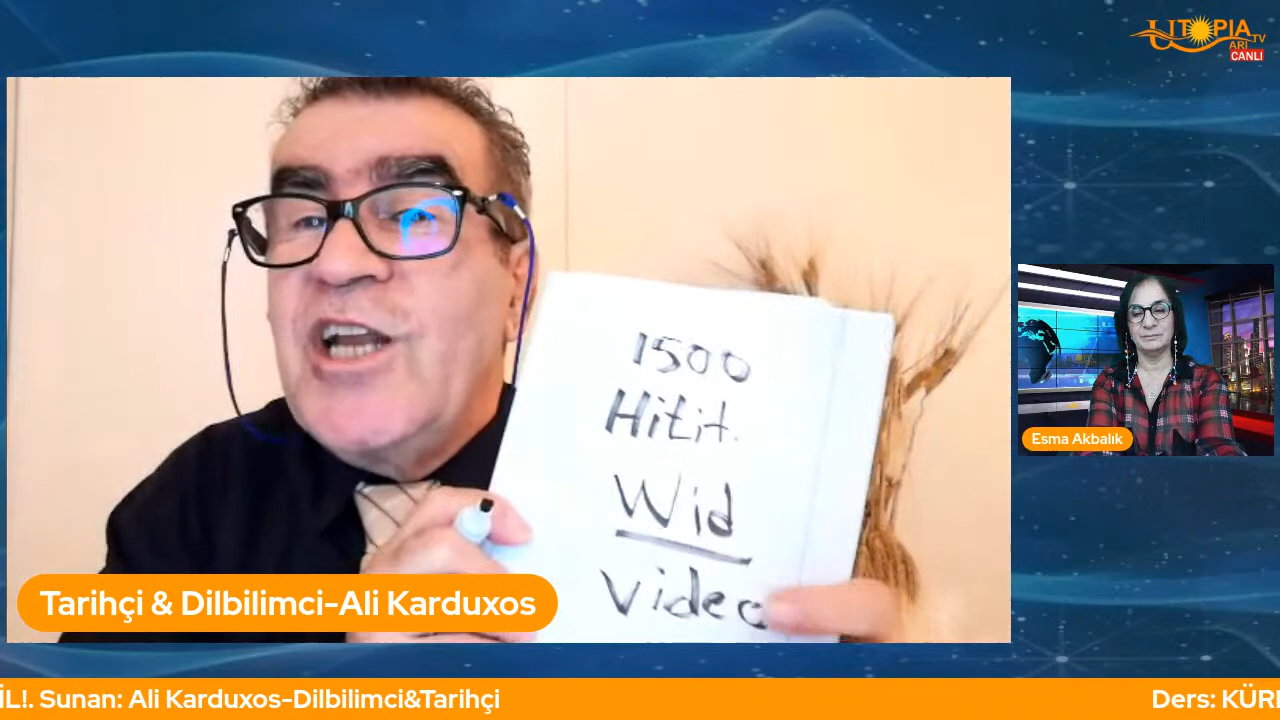 UTOPIA TV
ARİ
CANLI
1500
Hitit.
Wid
Video
Esma Akbalık
Tarihçi & Dilbilimci-Ali Karduxos
İL!. Sunan: Ali Karduxos-Dilbilimci&Tarihçi
Ders: KÜR